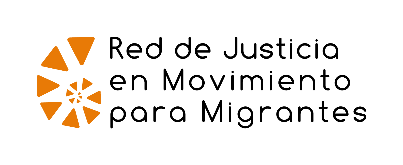 Red de Justicia
en Movimiento
para Migrantes